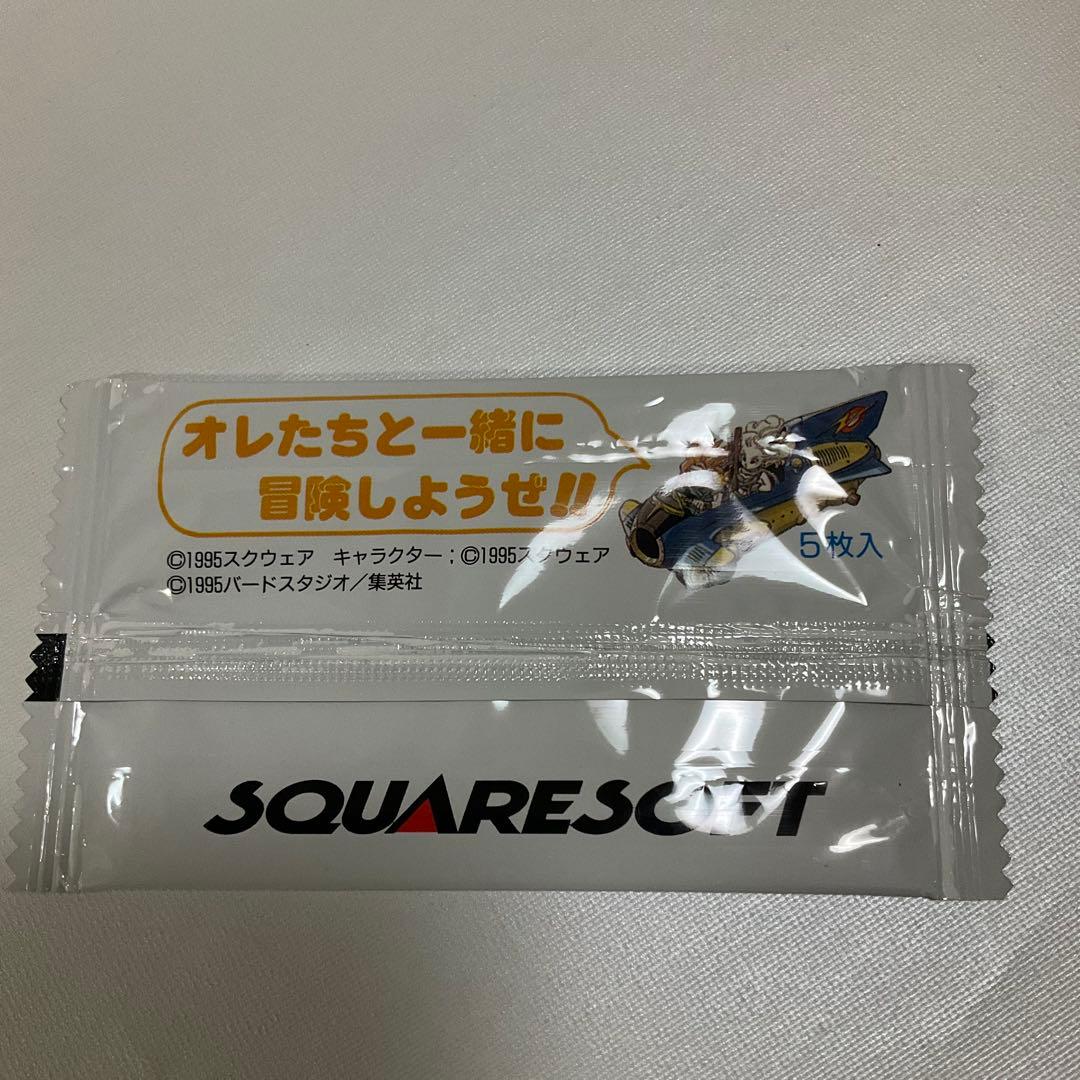 オレたちと一緒に
冒険しようぜ!!
©1995スクウェア　キャラクター；©1995スクウェア
©1995バードスタジオ／集英社
5枚入
SQUARESOFT